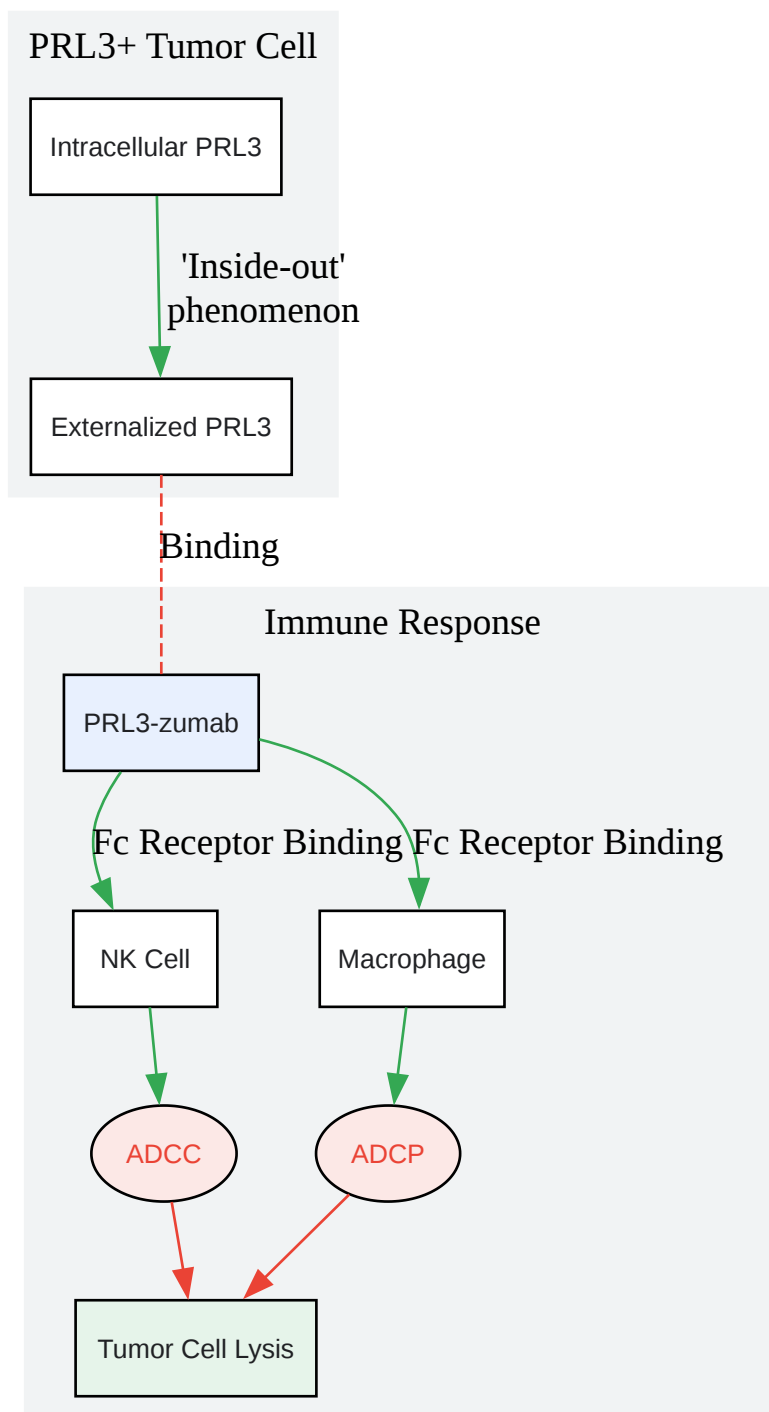 PRL3+ Tumor Cell
Intracellular PRL3
'Inside-out'
phenomenon
Externalized PRL3
Binding
Immune Response
PRL3-zumab
Fc Receptor Binding
Fc Receptor Binding
NK Cell
Macrophage
ADCC
ADCP
Tumor Cell Lysis